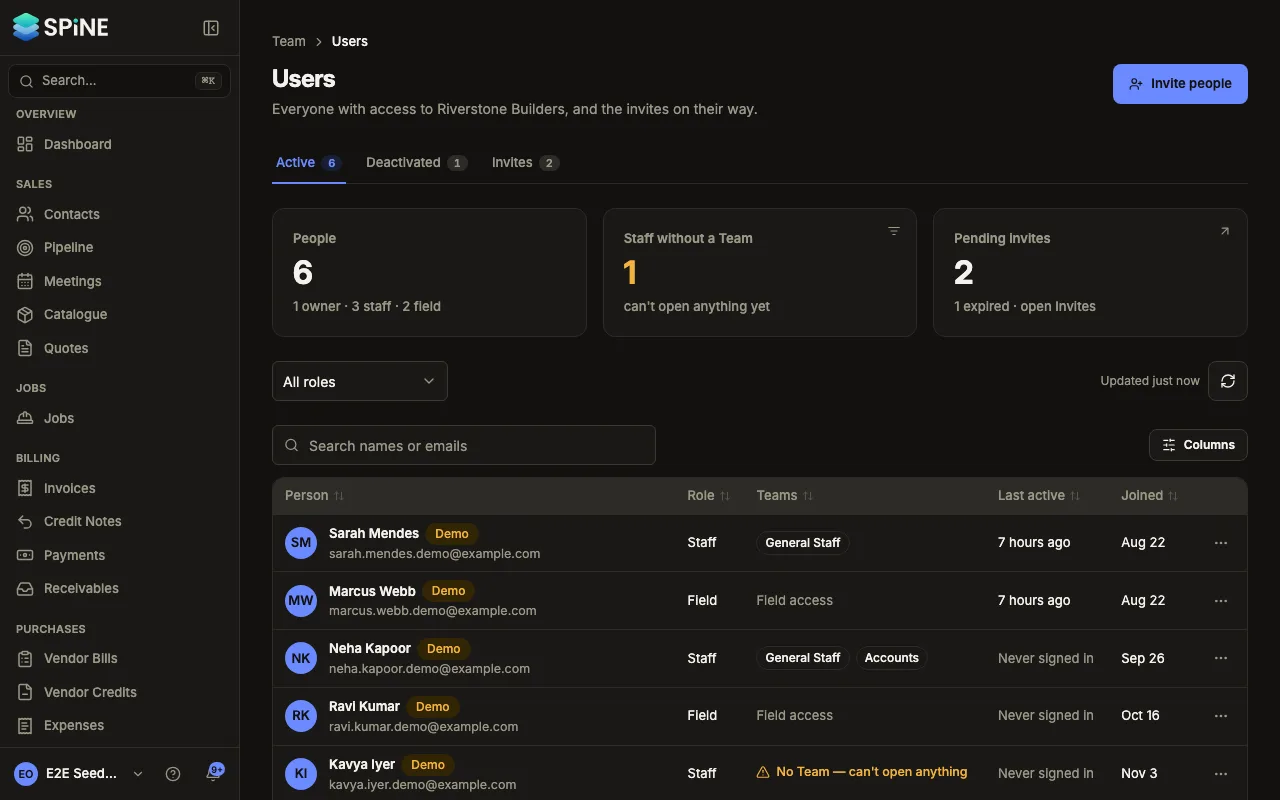 SPiNE
Search... ⌘K
OVERVIEW
Dashboard
SALES
Contacts
Pipeline
Meetings
Catalogue
Quotes
JOBS
Jobs
BILLING
Invoices
Credit Notes
Payments
Receivables
PURCHASES
Vendor Bills
Vendor Credits
Expenses
EO E2E Seed... 9+
Team > Users
Users
Everyone with access to Riverstone Builders, and the invites on their way.
Invite people
Active 6 Deactivated 1 Invites 2
People
6
1 owner · 3 staff · 2 field
Staff without a Team
1
can't open anything yet
Pending invites
2
1 expired · open Invites
All roles
Updated just now
Search names or emails
Columns
Person Role Teams Last active Joined
SM Sarah Mendes Demo Staff General Staff 7 hours ago Aug 22
sarah.mendes.demo@example.com
MW Marcus Webb Demo Field Field access 7 hours ago Aug 22
marcus.webb.demo@example.com
NK Neha Kapoor Demo Staff General Staff Accounts Never signed in Sep 26
neha.kapoor.demo@example.com
RK Ravi Kumar Demo Field Field access Never signed in Oct 16
ravi.kumar.demo@example.com
KI Kavya Iyer Demo Staff No Team — can't open anything Never signed in Nov 3
kavya.iyer.demo@example.com